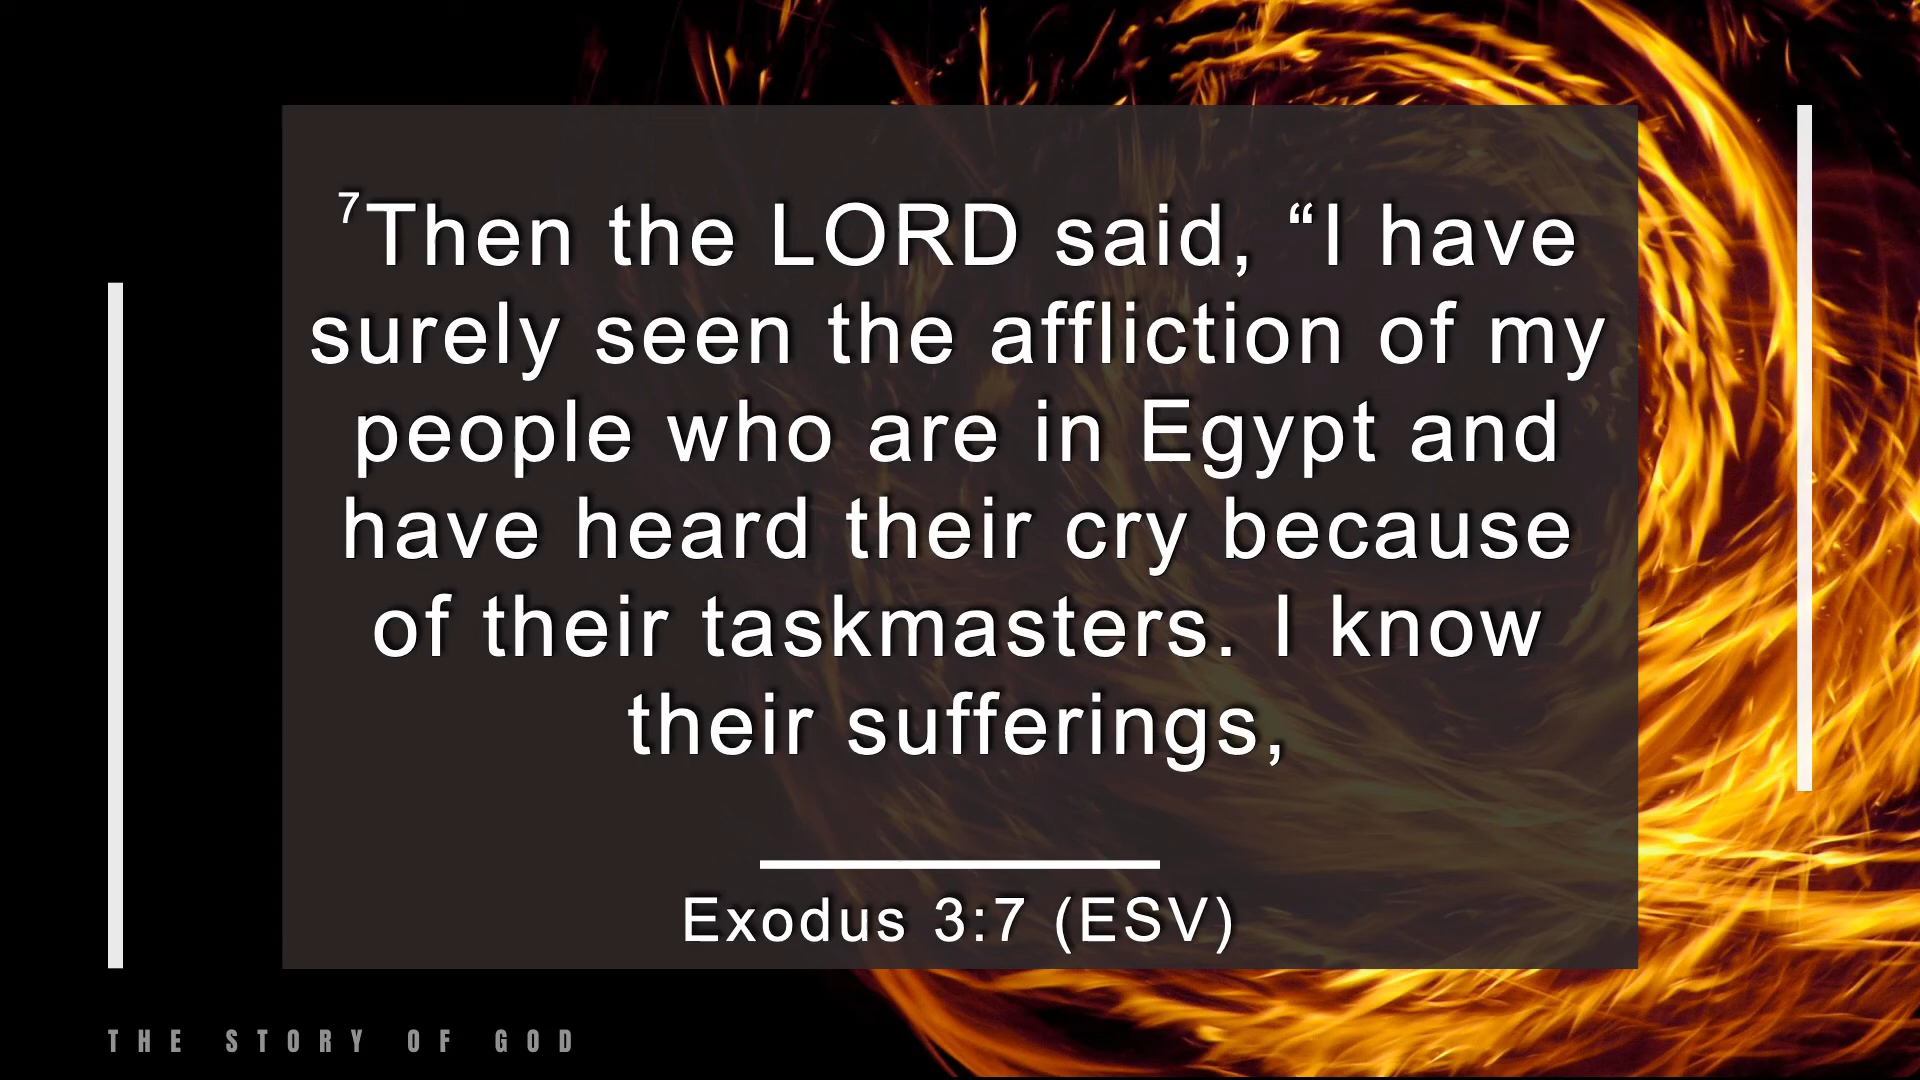 ⁷Then the LORD said, “I have
surely seen the affliction of my
people who are in Egypt and
have heard their cry because
of their taskmasters. I know
their sufferings,
Exodus 3:7 (ESV)
THE STORY OF GOD